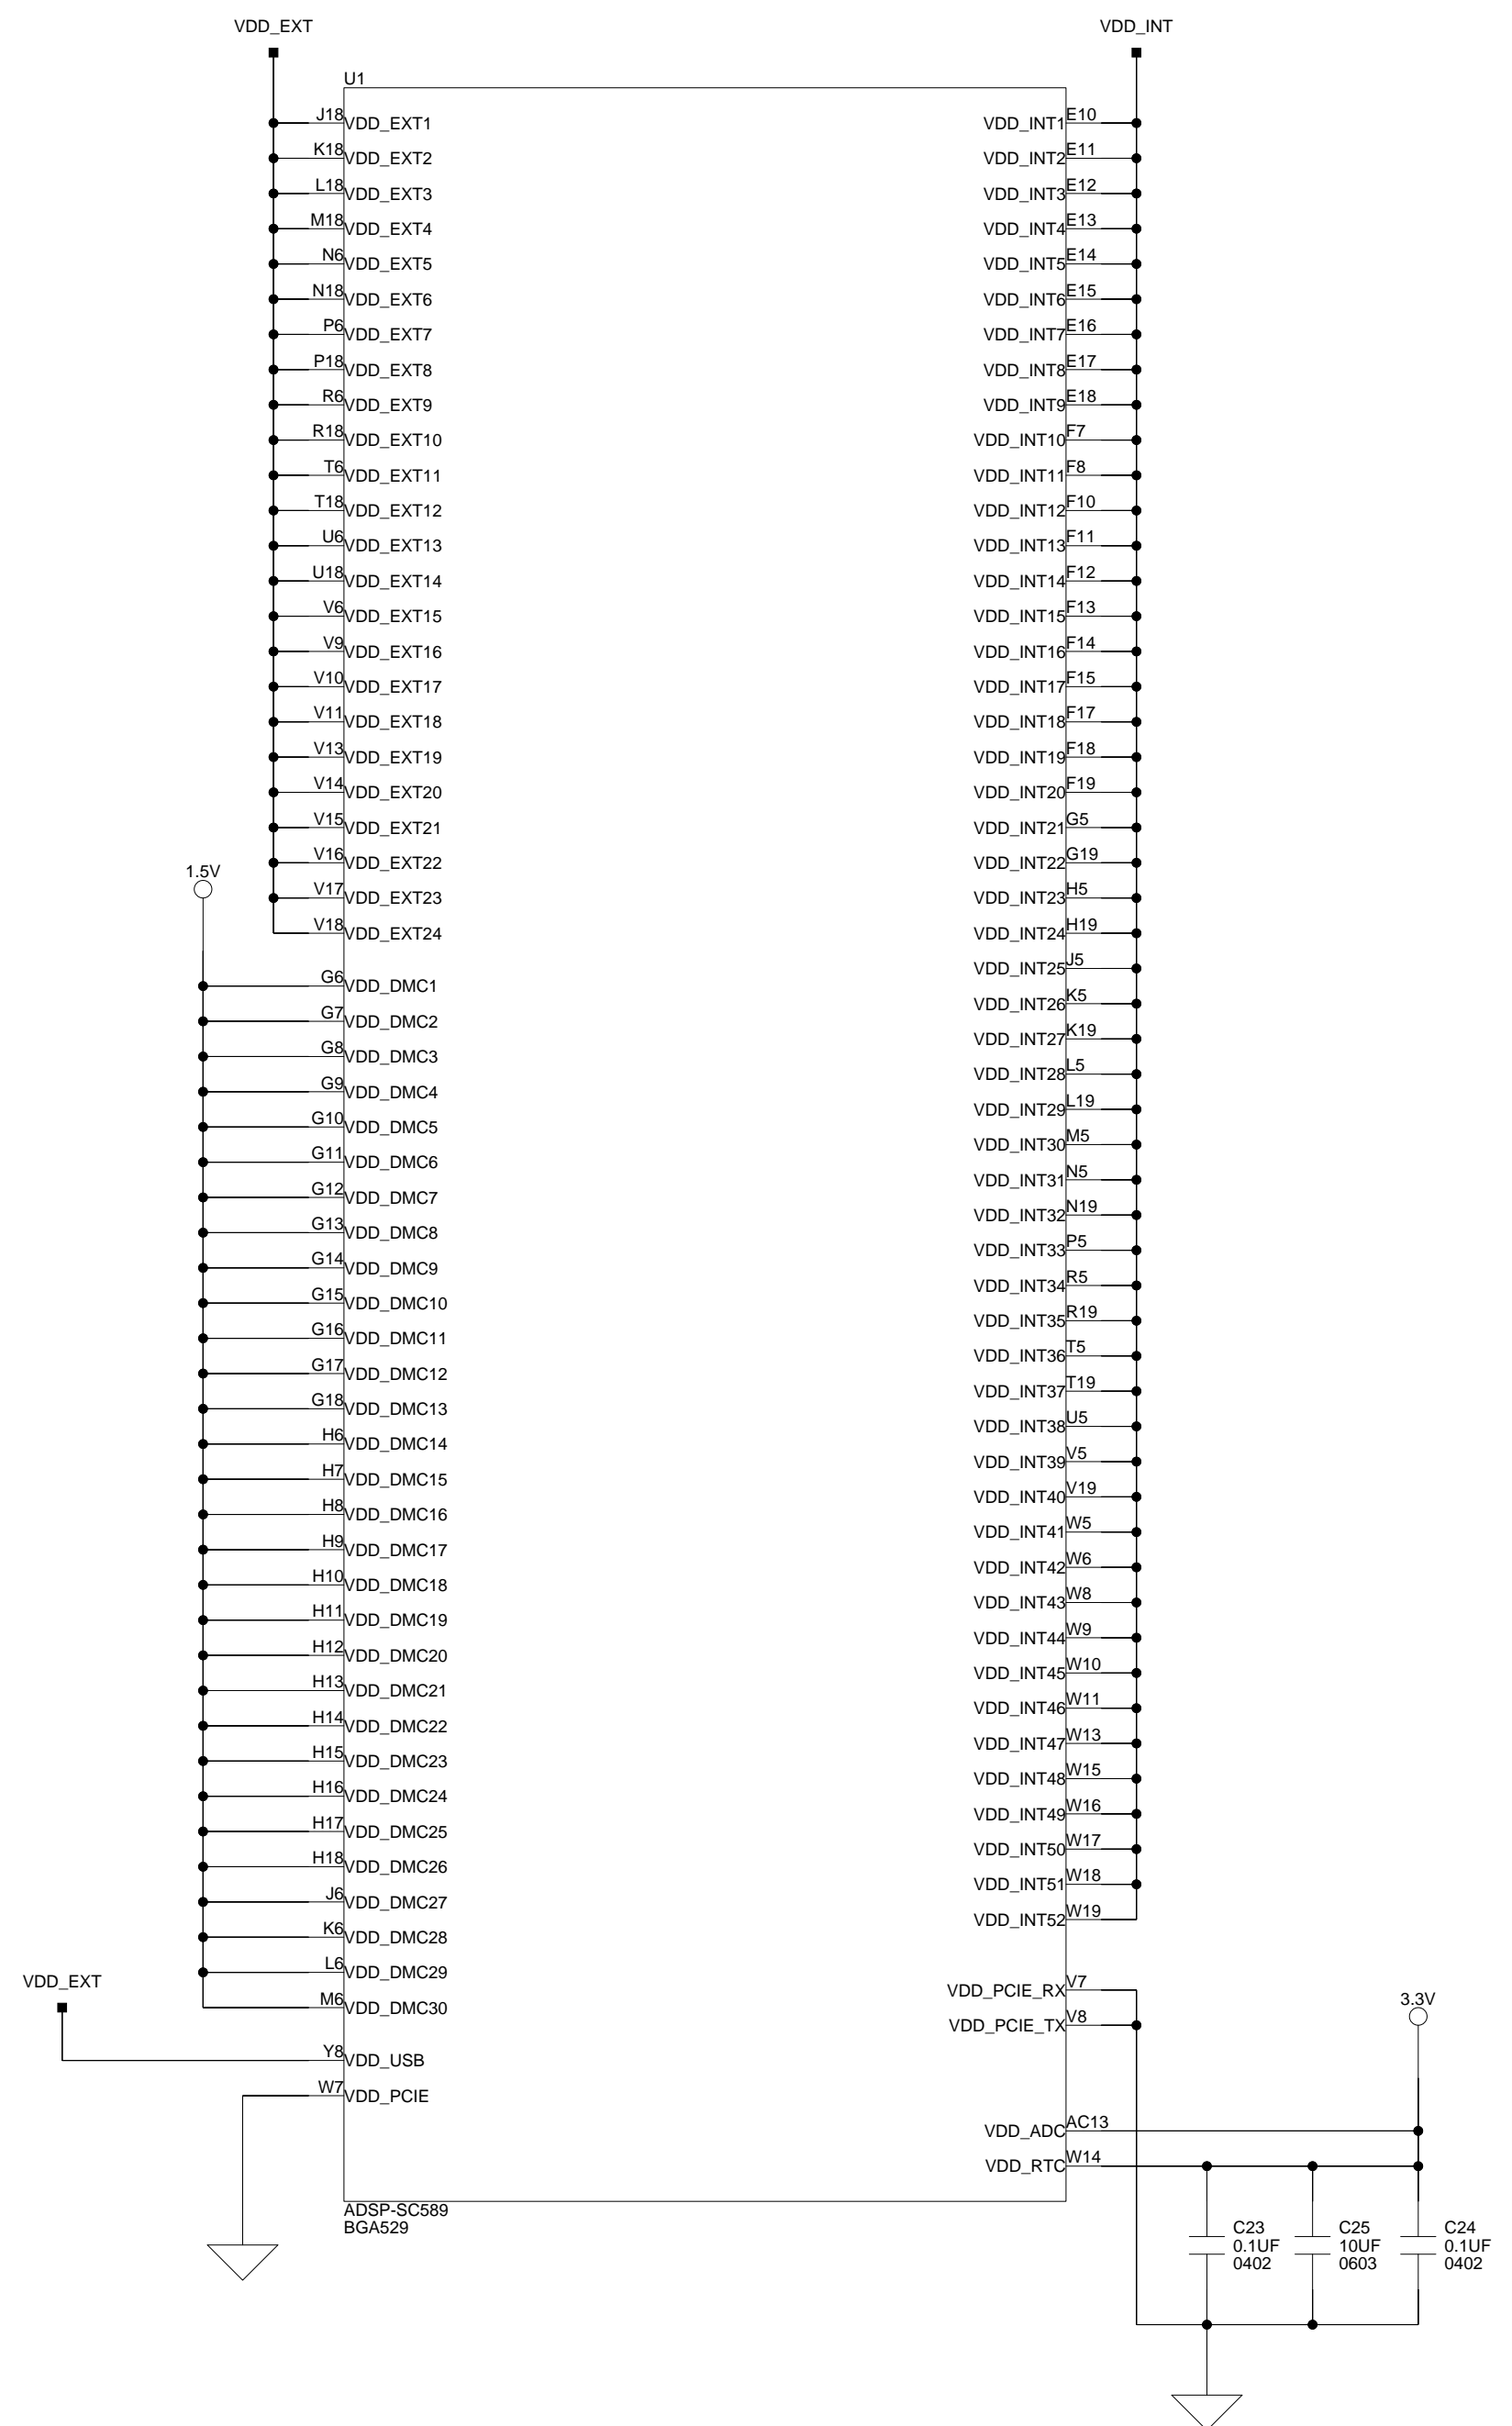 VDD_EXT
VDD_INT
U1
J18 VDD_EXT1
K18 VDD_EXT2
L18 VDD_EXT3
M18 VDD_EXT4
N6 VDD_EXT5
N18 VDD_EXT6
P6 VDD_EXT7
P18 VDD_EXT8
R6 VDD_EXT9
R18 VDD_EXT10
T6 VDD_EXT11
T18 VDD_EXT12
U6 VDD_EXT13
U18 VDD_EXT14
V6 VDD_EXT15
V9 VDD_EXT16
V10 VDD_EXT17
V11 VDD_EXT18
V13 VDD_EXT19
V14 VDD_EXT20
V15 VDD_EXT21
V16 VDD_EXT22
V17 VDD_EXT23
V18 VDD_EXT24
1.5V
G6 VDD_DMC1
G7 VDD_DMC2
G8 VDD_DMC3
G9 VDD_DMC4
G10 VDD_DMC5
G11 VDD_DMC6
G12 VDD_DMC7
G13 VDD_DMC8
G14 VDD_DMC9
G15 VDD_DMC10
G16 VDD_DMC11
G17 VDD_DMC12
G18 VDD_DMC13
H6 VDD_DMC14
H7 VDD_DMC15
H8 VDD_DMC16
H9 VDD_DMC17
H10 VDD_DMC18
H11 VDD_DMC19
H12 VDD_DMC20
H13 VDD_DMC21
H14 VDD_DMC22
H15 VDD_DMC23
H16 VDD_DMC24
H17 VDD_DMC25
H18 VDD_DMC26
J6 VDD_DMC27
K6 VDD_DMC28
L6 VDD_DMC29
M6 VDD_DMC30
VDD_EXT
Y8 VDD_USB
W7 VDD_PCIE
VDD_INT1 E10
VDD_INT2 E11
VDD_INT3 E12
VDD_INT4 E13
VDD_INT5 E14
VDD_INT6 E15
VDD_INT7 E16
VDD_INT8 E17
VDD_INT9 E18
VDD_INT10 F7
VDD_INT11 F8
VDD_INT12 F10
VDD_INT13 F11
VDD_INT14 F12
VDD_INT15 F13
VDD_INT16 F14
VDD_INT17 F15
VDD_INT18 F17
VDD_INT19 F18
VDD_INT20 F19
VDD_INT21 G5
VDD_INT22 G19
VDD_INT23 H5
VDD_INT24 H19
VDD_INT25 J5
VDD_INT26 K5
VDD_INT27 K19
VDD_INT28 L5
VDD_INT29 L19
VDD_INT30 M5
VDD_INT31 N5
VDD_INT32 N19
VDD_INT33 P5
VDD_INT34 R5
VDD_INT35 R19
VDD_INT36 T5
VDD_INT37 T19
VDD_INT38 U5
VDD_INT39 V5
VDD_INT40 V19
VDD_INT41 W5
VDD_INT42 W6
VDD_INT43 W8
VDD_INT44 W9
VDD_INT45 W10
VDD_INT46 W11
VDD_INT47 W13
VDD_INT48 W15
VDD_INT49 W16
VDD_INT50 W17
VDD_INT51 W18
VDD_INT52 W19
VDD_PCIE_RX V7
VDD_PCIE_TX V8
3.3V
VDD_ADC AC13
VDD_RTC W14
ADSP-SC589
BGA529
C23
0.1UF
0402
C25
10UF
0603
C24
0.1UF
0402